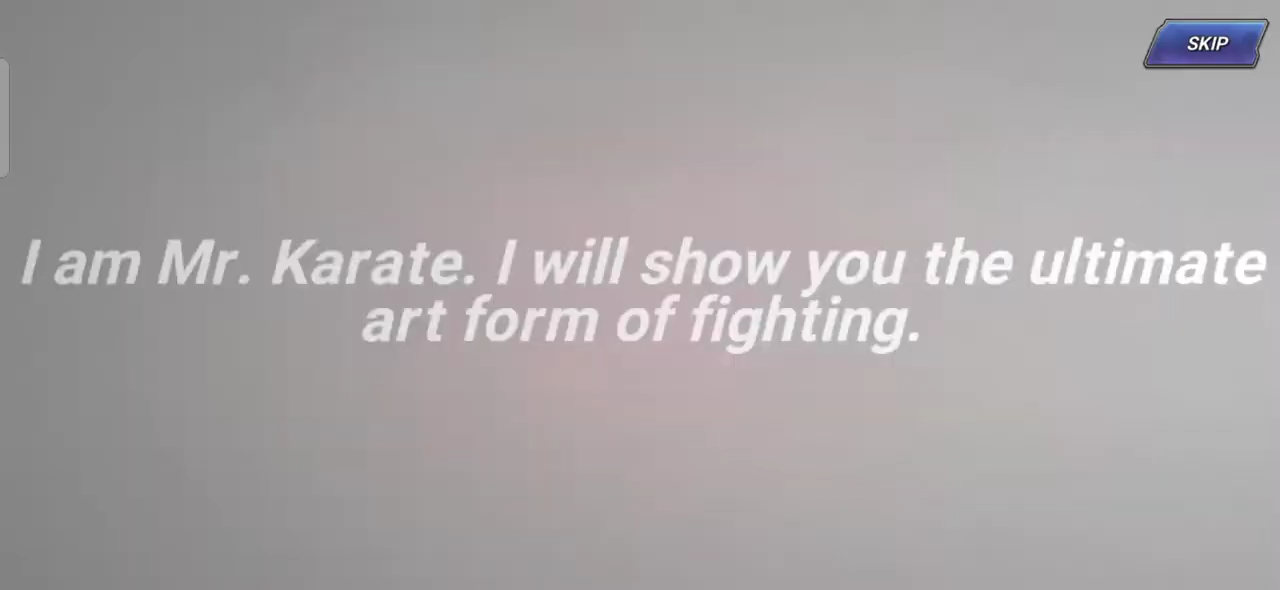 SKIP
I am Mr. Karate. I will show you the ultimate
art form of fighting.